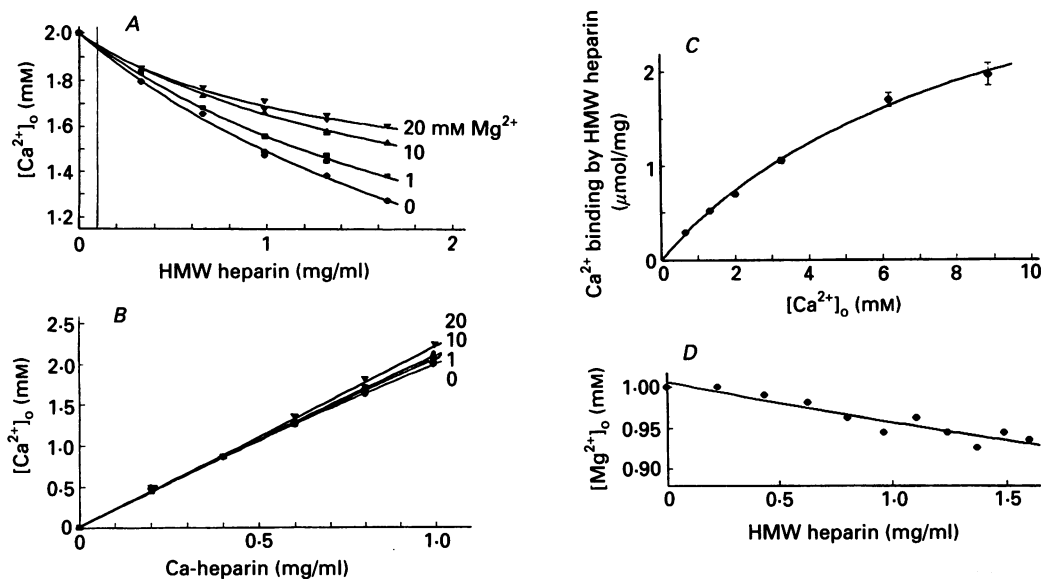 A
[Ca2+]o (mM)
2.0
1.8
1.6
1.4
1.2
20 mM Mg2+
10
1
0
0
1
2
HMW heparin (mg/ml)
B
[Ca2+]o (mM)
2.5
2.0
1.5
1.0
0.5
0
20
10
1
0
0
0.5
1.0
Ca-heparin (mg/ml)
C
Ca2+ binding by HMW heparin
(μmol/mg)
2
1
0
0
2
4
6
8
10
[Ca2+]o (mM)
D
[Mg2+]o (mM)
1.00
0.95
0.90
0
0.5
1.0
1.5
HMW heparin (mg/ml)